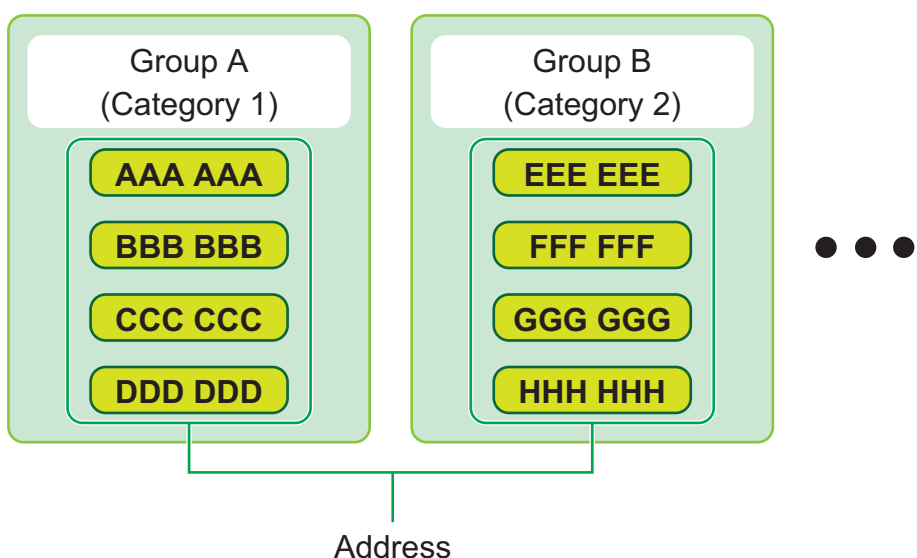 Group A
(Category 1)
AAA AAA
BBB BBB
CCC CCC
DDD DDD
Group B
(Category 2)
EEE EEE
FFF FFF
GGG GGG
HHH HHH
Address